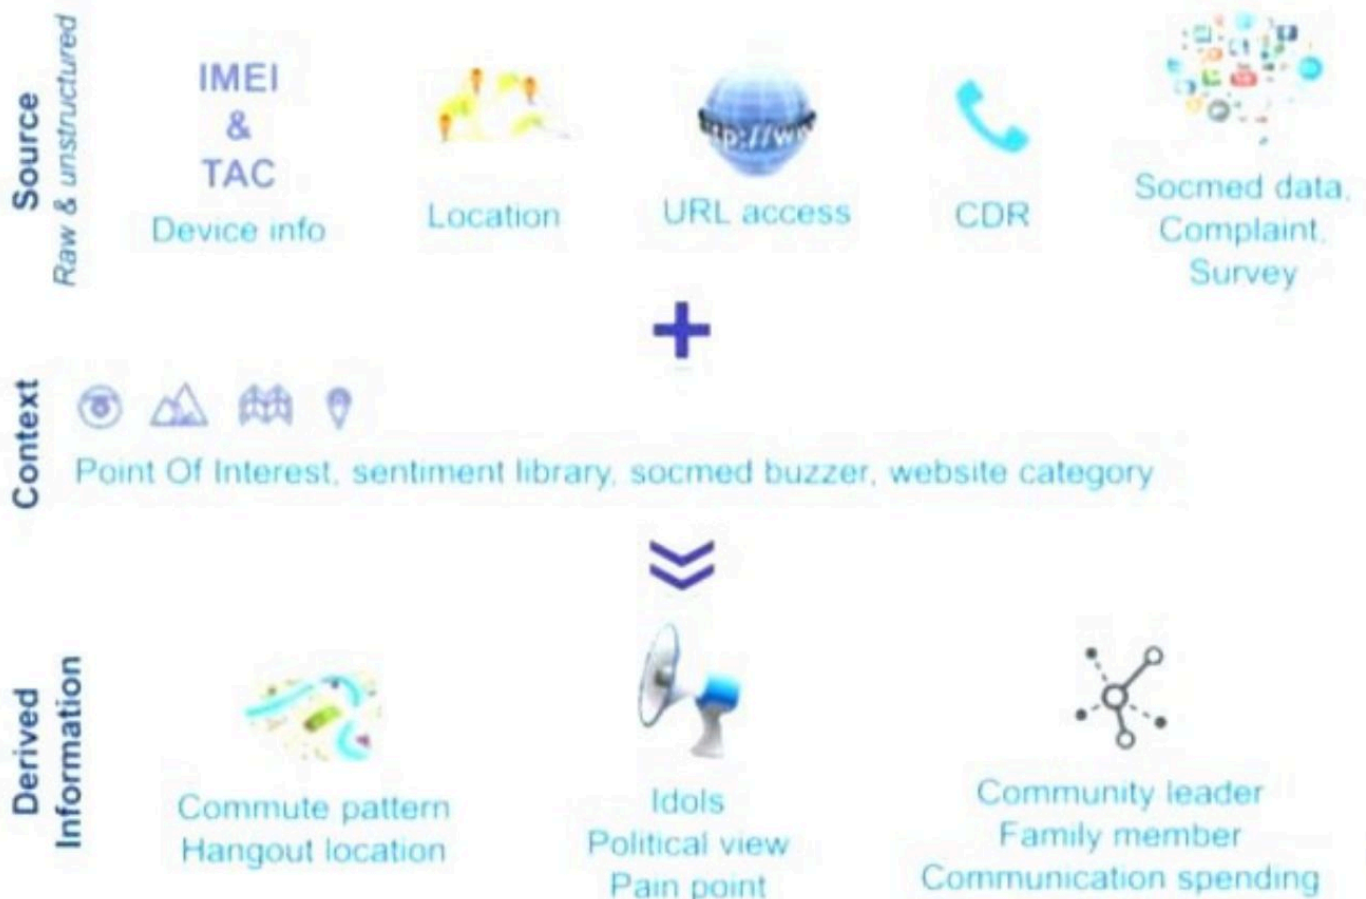 Source
Raw & unstructured
IMEI
&
TAC
Device info
Location
tp://ww
URL access
CDR
Socmed data,
Complaint,
Survey
Context
Point Of Interest, sentiment library, socmed buzzer, website category
Derived
Information
Commute pattern
Hangout location
Idols
Political view
Pain point
Community leader
Family member
Communication spending